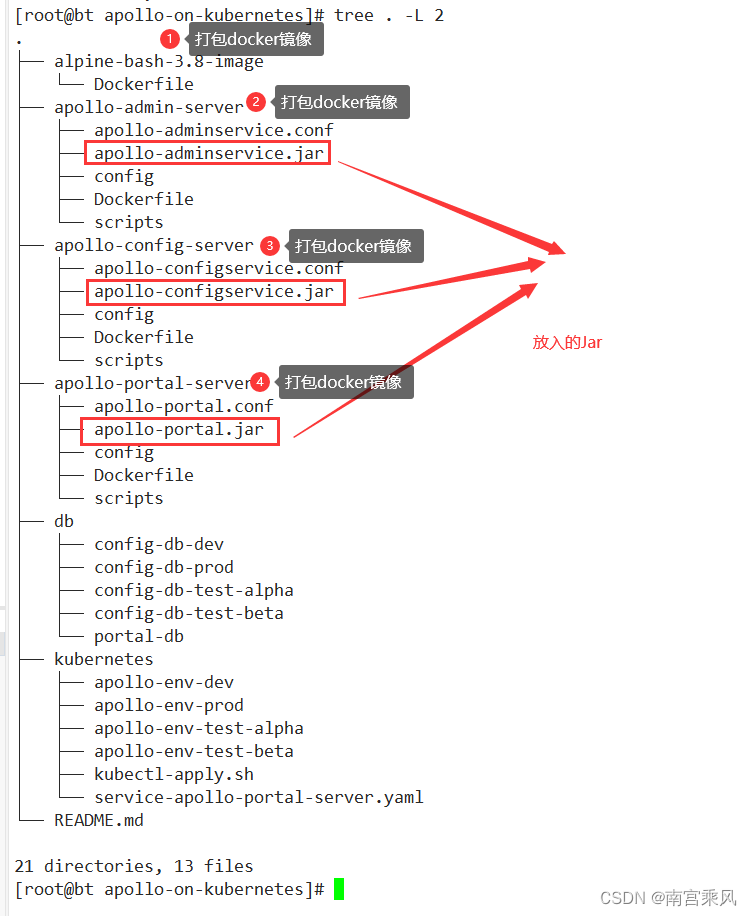 [root@bt apollo-on-kubernetes]# tree . -L 2
① 打包docker镜像
.
├── alpine-bash-3.8-image
│   └── Dockerfile
├── apollo-admin-server ② 打包docker镜像
│   ├── apollo-adminservice.conf
│   ├── apollo-adminservice.jar
│   ├── config
│   ├── Dockerfile
│   └── scripts
├── apollo-config-server ③ 打包docker镜像
│   ├── apollo-configservice.conf
│   ├── apollo-configservice.jar
│   ├── config
│   ├── Dockerfile
│   └── scripts
放入的Jar
├── apollo-portal-server ④ 打包docker镜像
│   ├── apollo-portal.conf
│   ├── apollo-portal.jar
│   ├── config
│   ├── Dockerfile
│   └── scripts
├── db
│   ├── config-db-dev
│   ├── config-db-prod
│   ├── config-db-test-alpha
│   ├── config-db-test-beta
│   └── portal-db
├── kubernetes
│   ├── apollo-env-dev
│   ├── apollo-env-prod
│   ├── apollo-env-test-alpha
│   ├── apollo-env-test-beta
│   ├── kubectl-apply.sh
│   └── service-apollo-portal-server.yaml
└── README.md
21 directories, 13 files
[root@bt apollo-on-kubernetes]#
CSDN @南宫乘风